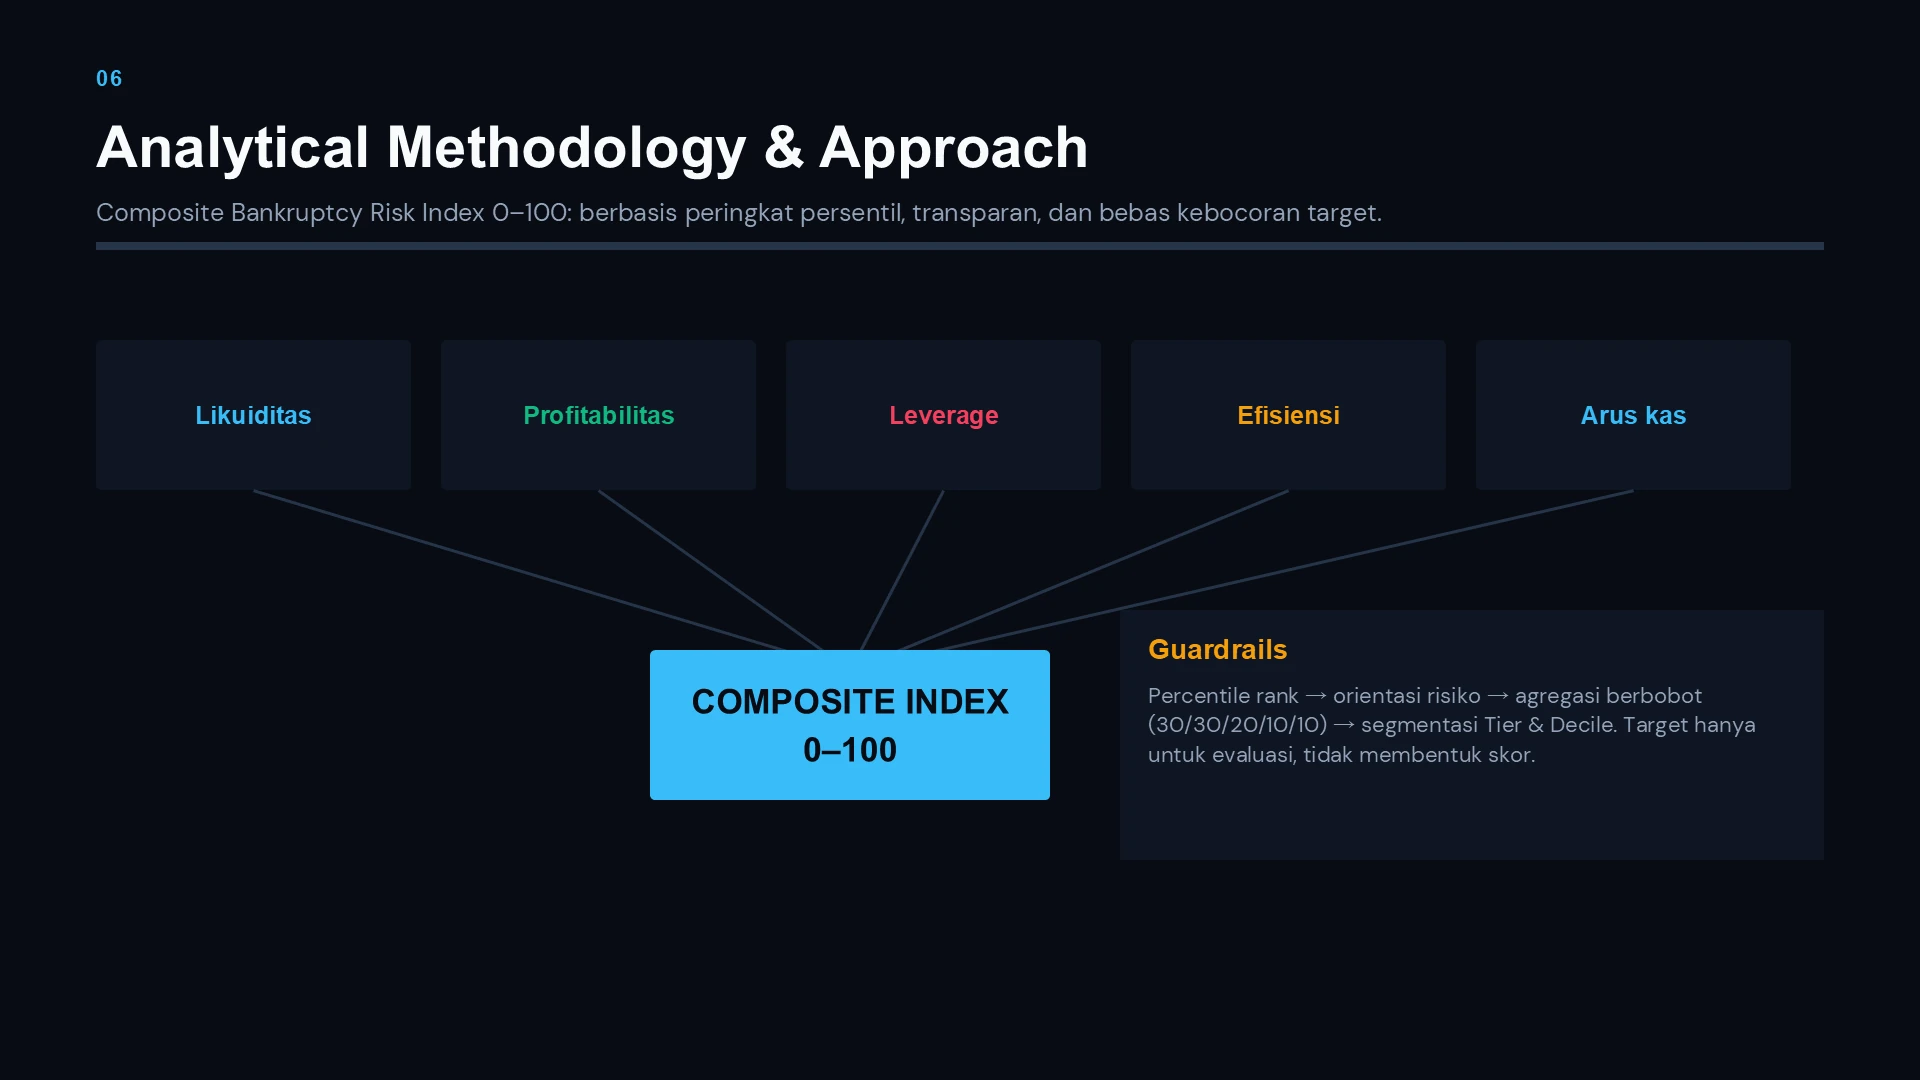 06
Analytical Methodology & Approach
Composite Bankruptcy Risk Index 0–100: berbasis peringkat persentil, transparan, dan bebas kebocoran target.
Likuiditas
Profitabilitas
Leverage
Efisiensi
Arus kas
COMPOSITE INDEX
0–100
Guardrails
Percentile rank → orientasi risiko → agregasi berbobot
(30/30/20/10/10) → segmentasi Tier & Decile. Target hanya
untuk evaluasi, tidak membentuk skor.